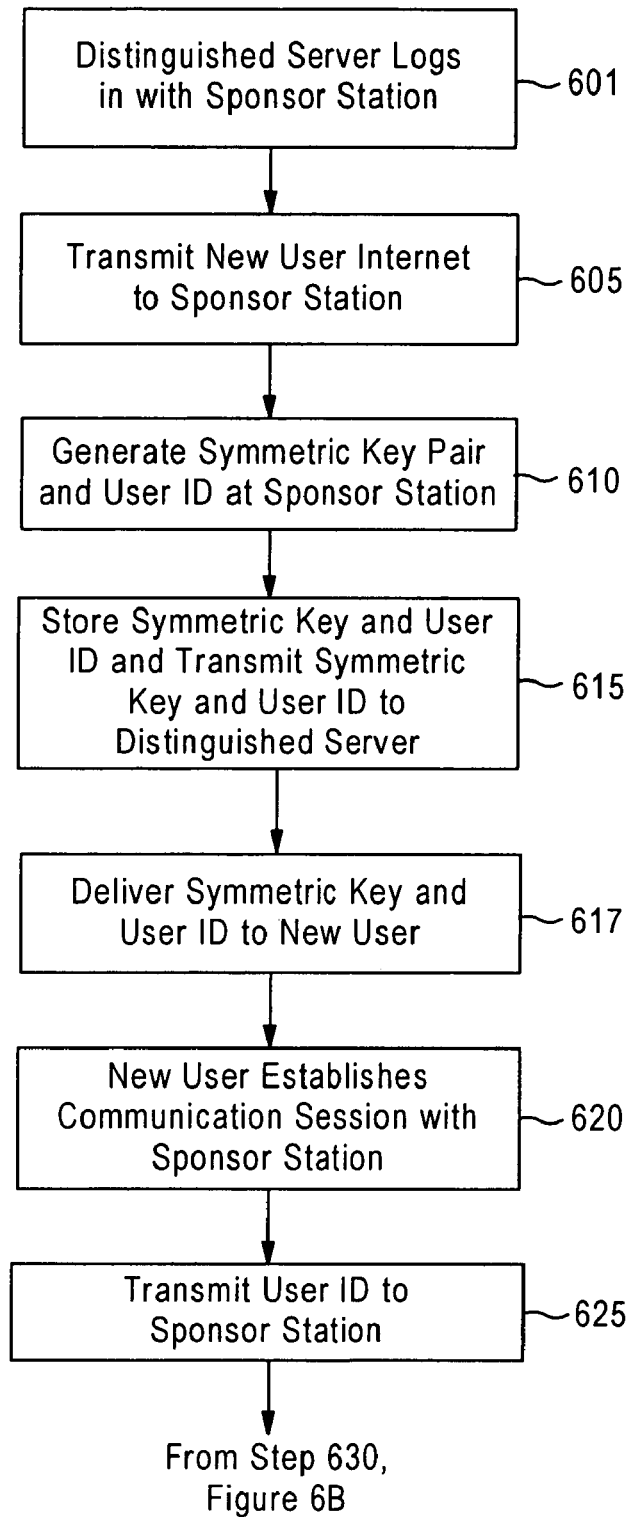 Distinguished Server Logs
in with Sponsor Station
601
Transmit New User Internet
to Sponsor Station
605
Generate Symmetric Key Pair
and User ID at Sponsor Station
610
Store Symmetric Key and User
ID and Transmit Symmetric
Key and User ID to
Distinguished Server
615
Deliver Symmetric Key and
User ID to New User
617
New User Establishes
Communication Session with
Sponsor Station
620
Transmit User ID to
Sponsor Station
625
From Step 630,
Figure 6B